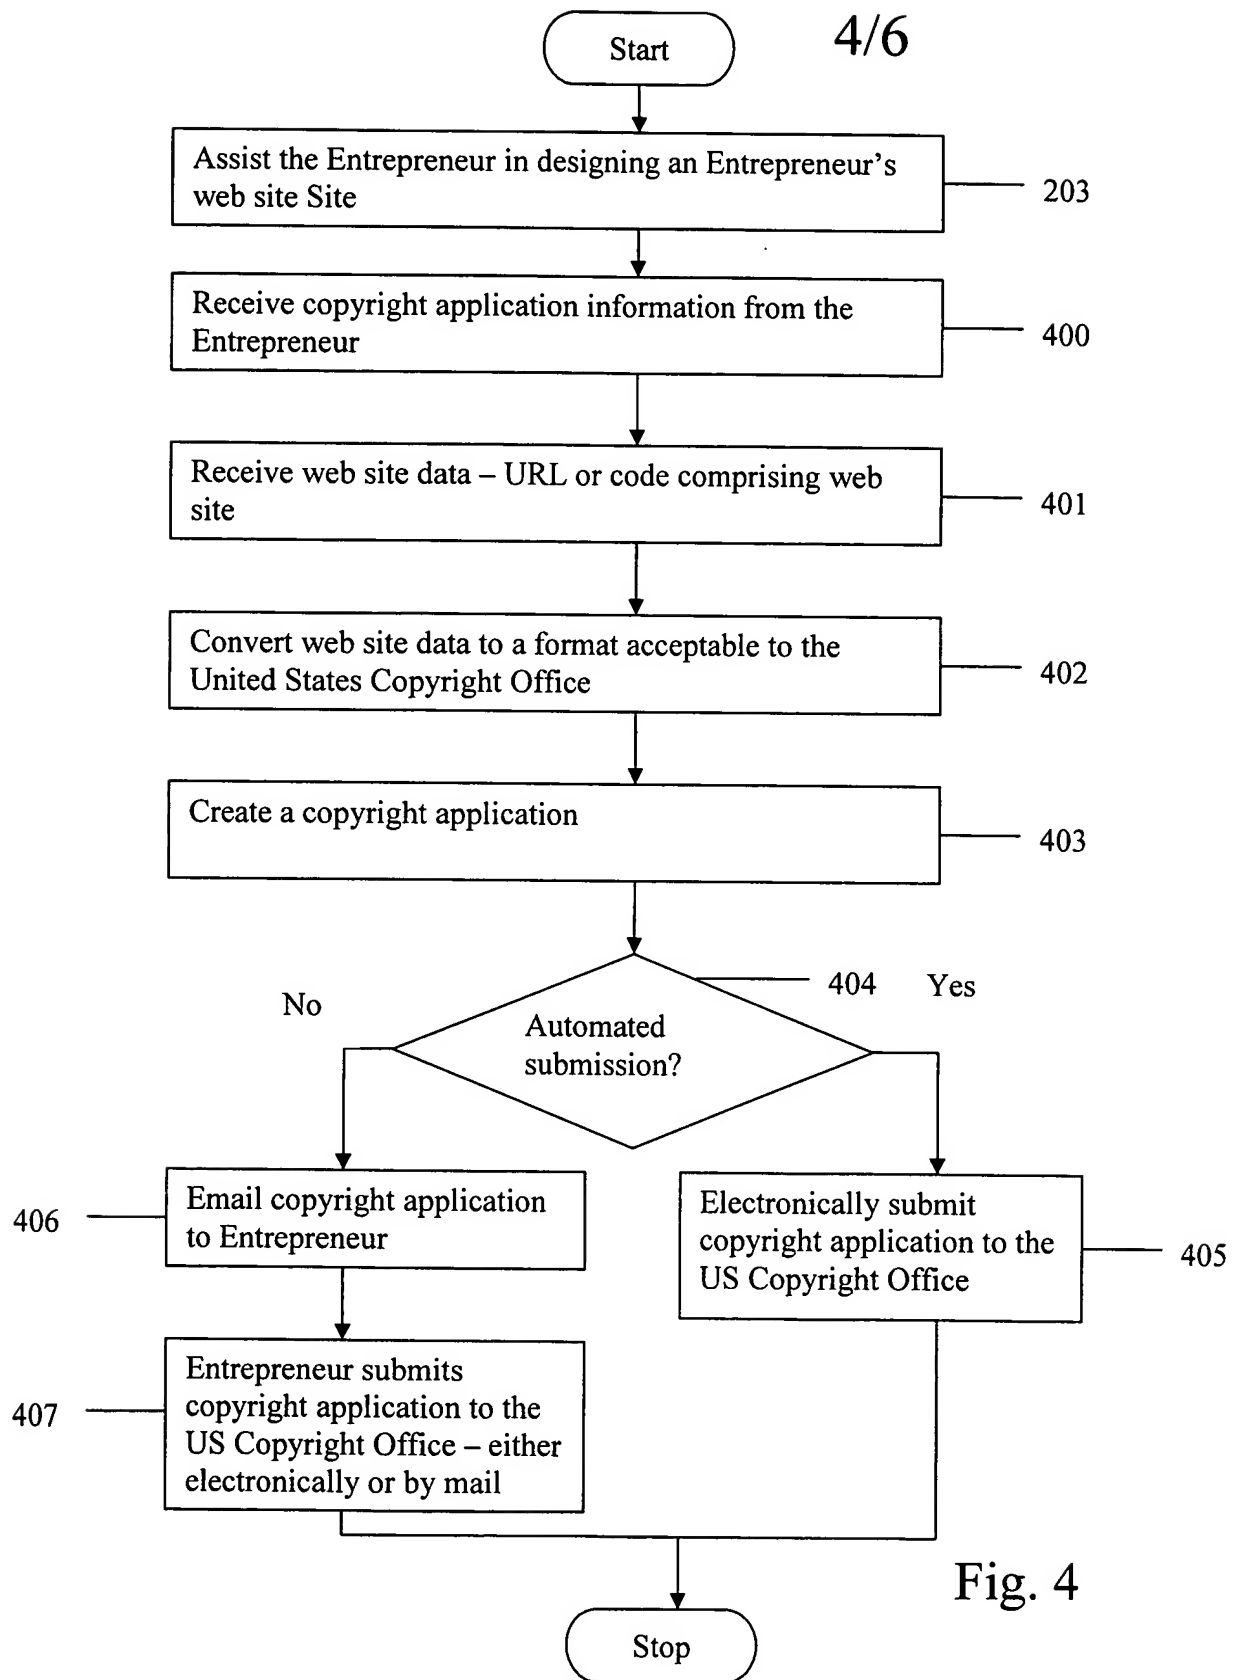 4/6
Start
Assist the Entrepreneur in designing an Entrepreneur's
web site Site
203
Receive copyright application information from the
Entrepreneur
400
Receive web site data – URL or code comprising web
site
401
Convert web site data to a format acceptable to the
United States Copyright Office
402
Create a copyright application
403
404
Yes
No
Automated
submission?
Email copyright application
to Entrepreneur
406
Electronically submit
copyright application to the
US Copyright Office
405
Entrepreneur submits
copyright application to the
US Copyright Office – either
electronically or by mail
407
Fig. 4
Stop